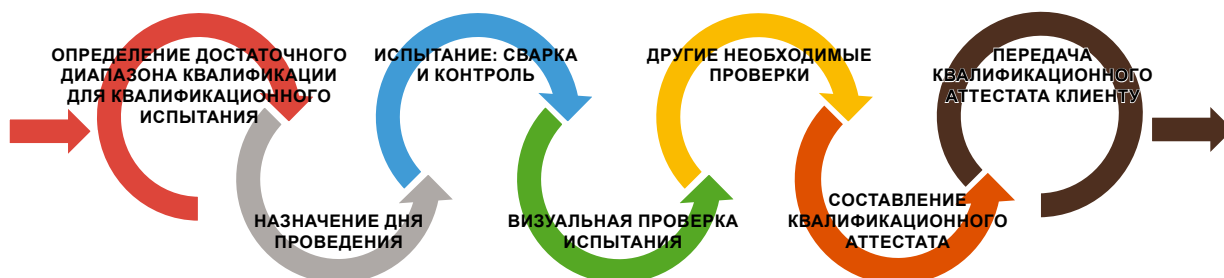 ОПРЕДЕЛЕНИЕ ДОСТАТОЧНОГО
ДИАПАЗОНА КВАЛИФИКАЦИИ
ДЛЯ КВАЛИФИКАЦИОННОГО
ИСПЫТАНИЯ
НАЗНАЧЕНИЕ ДНЯ
ПРОВЕДЕНИЯ
ИСПЫТАНИЕ: СВАРКА
И КОНТРОЛЬ
ВИЗУАЛЬНАЯ ПРОВЕРКА
ИСПЫТАНИЯ
ДРУГИЕ НЕОБХОДИМЫЕ
ПРОВЕРКИ
СОСТАВЛЕНИЕ
КВАЛИФИКАЦИОННОГО
АТТЕСТАТА
ПЕРЕДАЧА
КВАЛИФИКАЦИОННОГО
АТТЕСТАТА КЛИЕНТУ